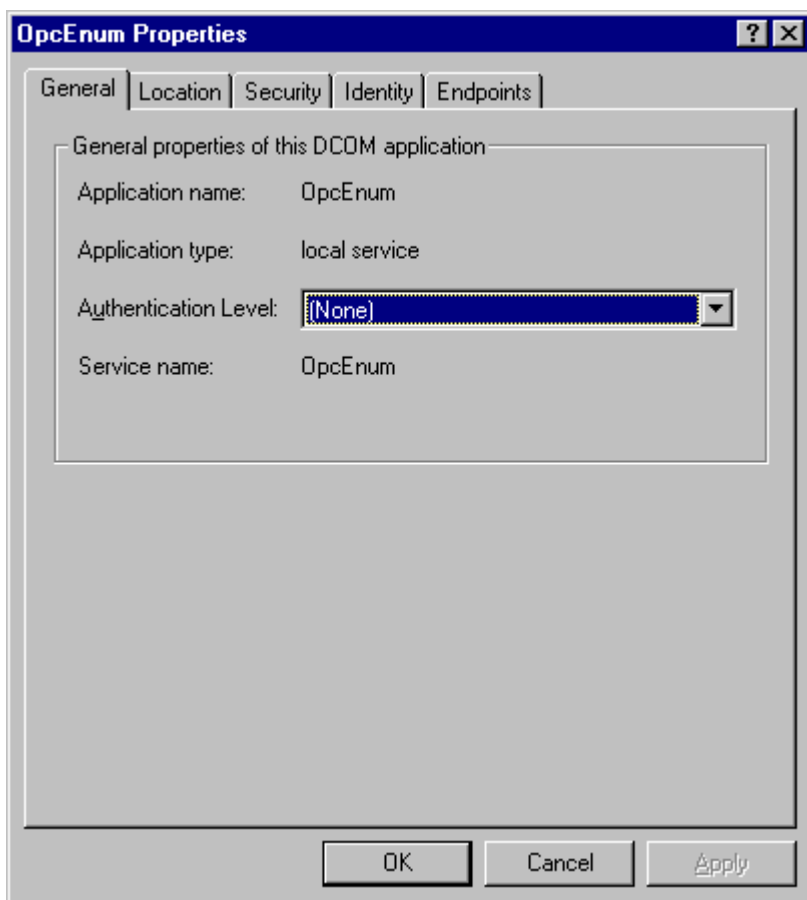 OpcEnum Properties
General Location Security Identity Endpoints
General properties of this DCOM application
Application name: OpcEnum
Application type: local service
Authentication Level: (None)
Service name: OpcEnum
OK Cancel Apply